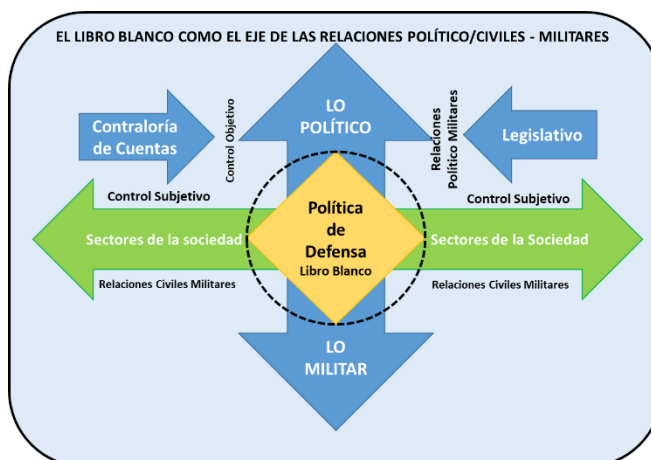 EL LIBRO BLANCO COMO EL EJE DE LAS RELACIONES POLÍTICO/CIVILES - MILITARES
LO
POLÍTICO
Contraloría
de Cuentas
Control Objetivo
Relaciones
Político Militares
Legislativo
Control Subjetivo
Control Subjetivo
Sectores de la sociedad
Política
de
Defensa
Libro Blanco
Sectores de la Sociedad
Relaciones Civiles Militares
Relaciones Civiles Militares
LO
MILITAR